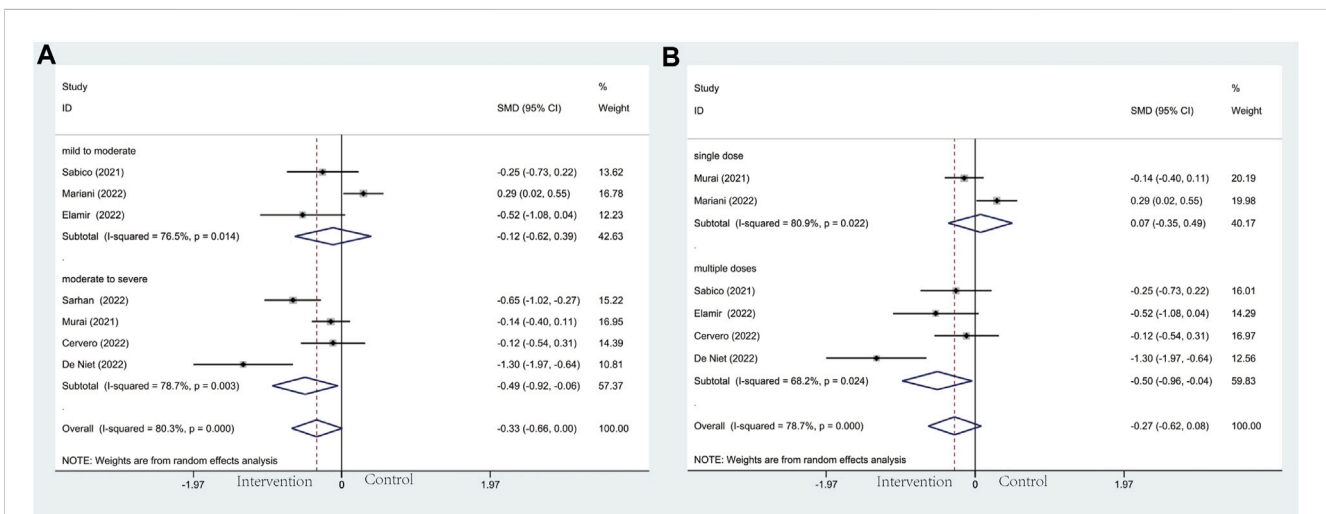 A
Study %
ID SMD (95% CI) Weight
mild to moderate
Sabico (2021) -0.25 (-0.73, 0.22) 13.62
Mariani (2022) 0.29 (0.02, 0.55) 16.78
Elamir (2022) -0.52 (-1.08, 0.04) 12.23
Subtotal (I-squared = 76.5%, p = 0.014) -0.12 (-0.62, 0.39) 42.63
.
moderate to severe
Sarhan (2022) -0.65 (-1.02, -0.27) 15.22
Murai (2021) -0.14 (-0.40, 0.11) 16.95
Cervero (2022) -0.12 (-0.54, 0.31) 14.39
De Niet (2022) -1.30 (-1.97, -0.64) 10.81
Subtotal (I-squared = 78.7%, p = 0.003) -0.49 (-0.92, -0.06) 57.37
.
Overall (I-squared = 80.3%, p = 0.000) -0.33 (-0.66, 0.00) 100.00
NOTE: Weights are from random effects analysis
-1.97 Intervention 0 Control 1.97
B
Study %
ID SMD (95% CI) Weight
single dose
Murai (2021) -0.14 (-0.40, 0.11) 20.19
Mariani (2022) 0.29 (0.02, 0.55) 19.98
Subtotal (I-squared = 80.9%, p = 0.022) 0.07 (-0.35, 0.49) 40.17
.
multiple doses
Sabico (2021) -0.25 (-0.73, 0.22) 16.01
Elamir (2022) -0.52 (-1.08, 0.04) 14.29
Cervero (2022) -0.12 (-0.54, 0.31) 16.97
De Niet (2022) -1.30 (-1.97, -0.64) 12.56
Subtotal (I-squared = 68.2%, p = 0.024) -0.50 (-0.96, -0.04) 59.83
.
Overall (I-squared = 78.7%, p = 0.000) -0.27 (-0.62, 0.08) 100.00
NOTE: Weights are from random effects analysis
-1.97 Intervention 0 Control 1.97